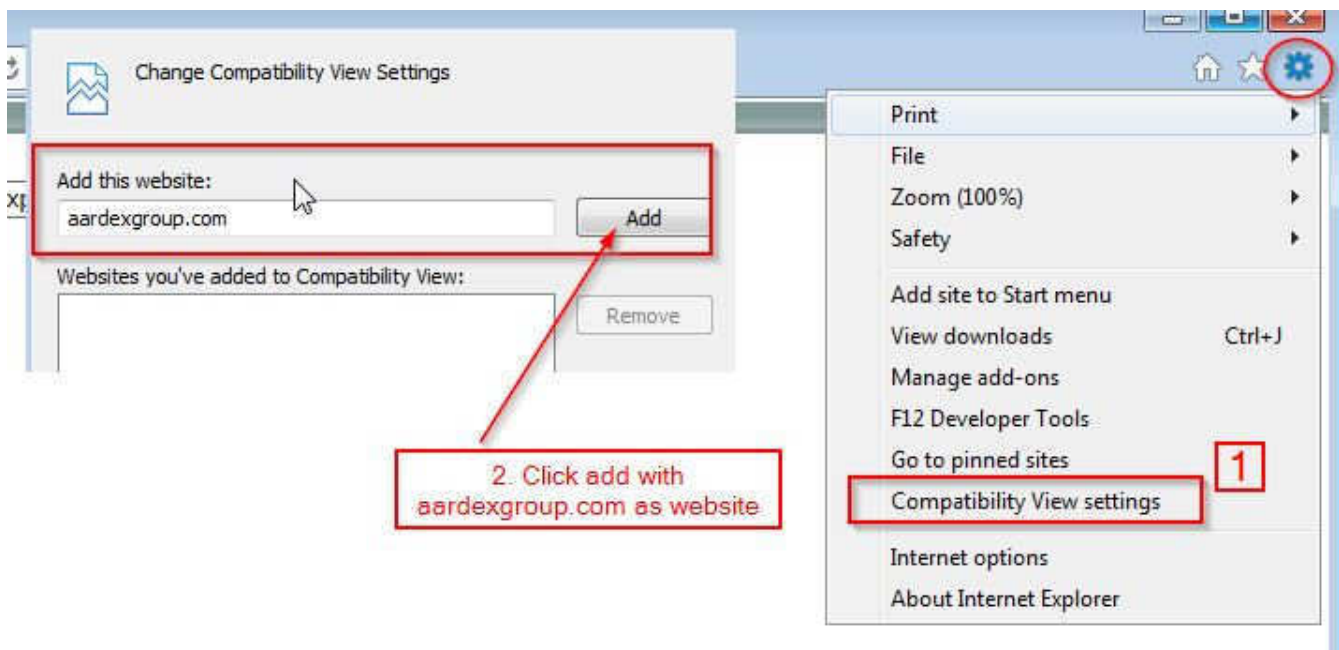 Change Compatibility View Settings
Add this website:
aardexgroup.com
Add
Websites you've added to Compatibility View:
Remove
2. Click add with
aardexgroup.com as website
Print
File
Zoom (100%)
Safety
Add site to Start menu
View downloads Ctrl+J
Manage add-ons
F12 Developer Tools
Go to pinned sites
1
Compatibility View settings
Internet options
About Internet Explorer